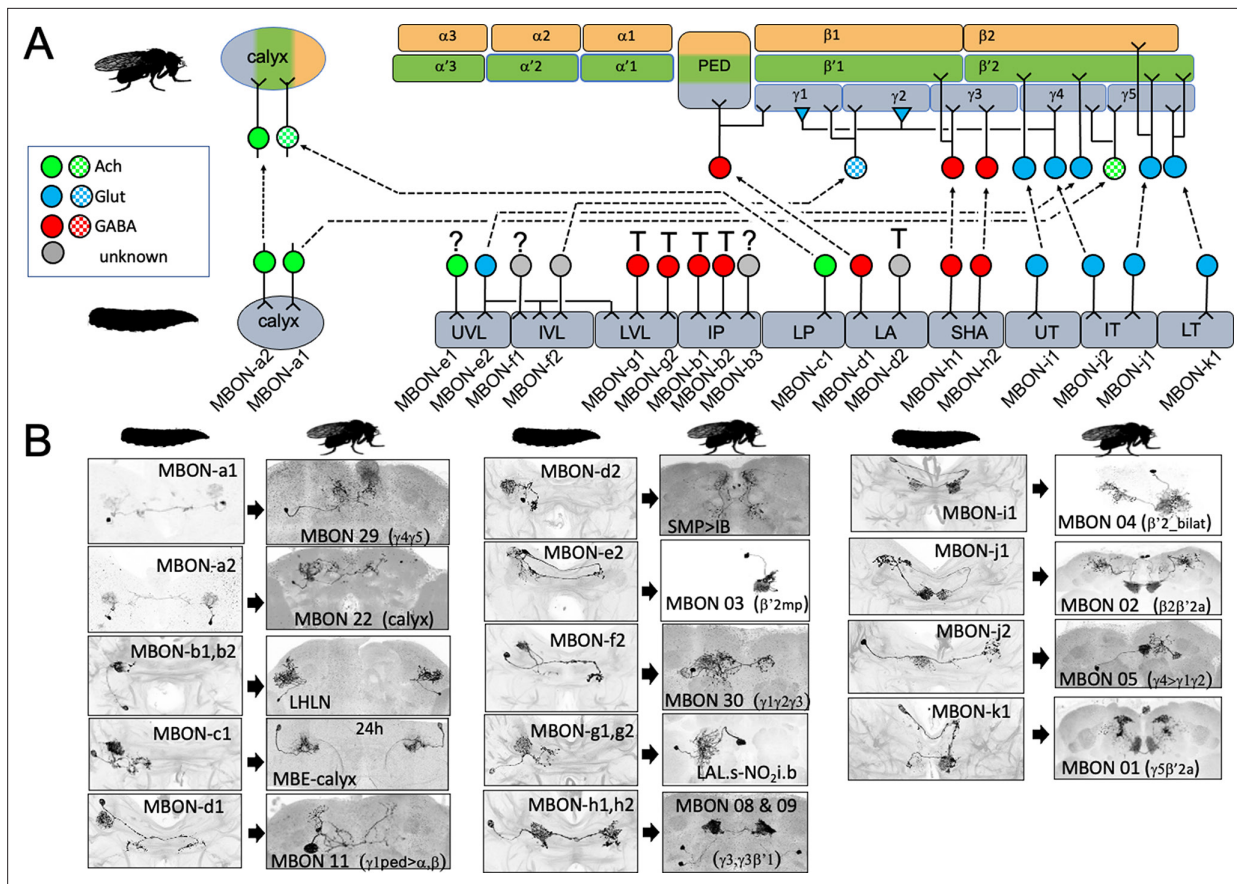 A
calyx
α3 α2 α1 β1 β2
α'3 α'2 α'1 PED β'1 β'2
γ1 γ2 γ3 γ4 γ5
Ach
Glut
GABA
unknown
? ? T T T T ? T
calyx
UVL IVL LVL IP LP LA SHA UT IT LT
MBON-a2
MBON-a1
MBON-e1
MBON-e2
MBON-f1
MBON-f2
MBON-g1
MBON-g2
MBON-b1
MBON-b2
MBON-b3
MBON-c1
MBON-d1
MBON-d2
MBON-h1
MBON-h2
MBON-i1
MBON-j2
MBON-j1
MBON-k1
B
MBON-a1
MBON 29 (γ4γ5)
MBON-a2
MBON 22 (calyx)
MBON-b1,b2
LHLN
MBON-c1
24h
MBE-calyx
MBON-d1
MBON 11 (γ1ped>α,β)
MBON-d2
SMP>IB
MBON-e2
MBON 03 (β'2mp)
MBON-f2
MBON 30 (γ1γ2γ3)
MBON-g1,g2
LAL.s-NO₂i.b
MBON-h1,h2
MBON 08 & 09
(γ3,γ3β'1)
MBON-i1
MBON 04 (β'2_bilat)
MBON-j1
MBON 02 (β2β'2a)
MBON-j2
MBON 05 (γ4>γ1γ2)
MBON-k1
MBON 01 (γ5β'2a)